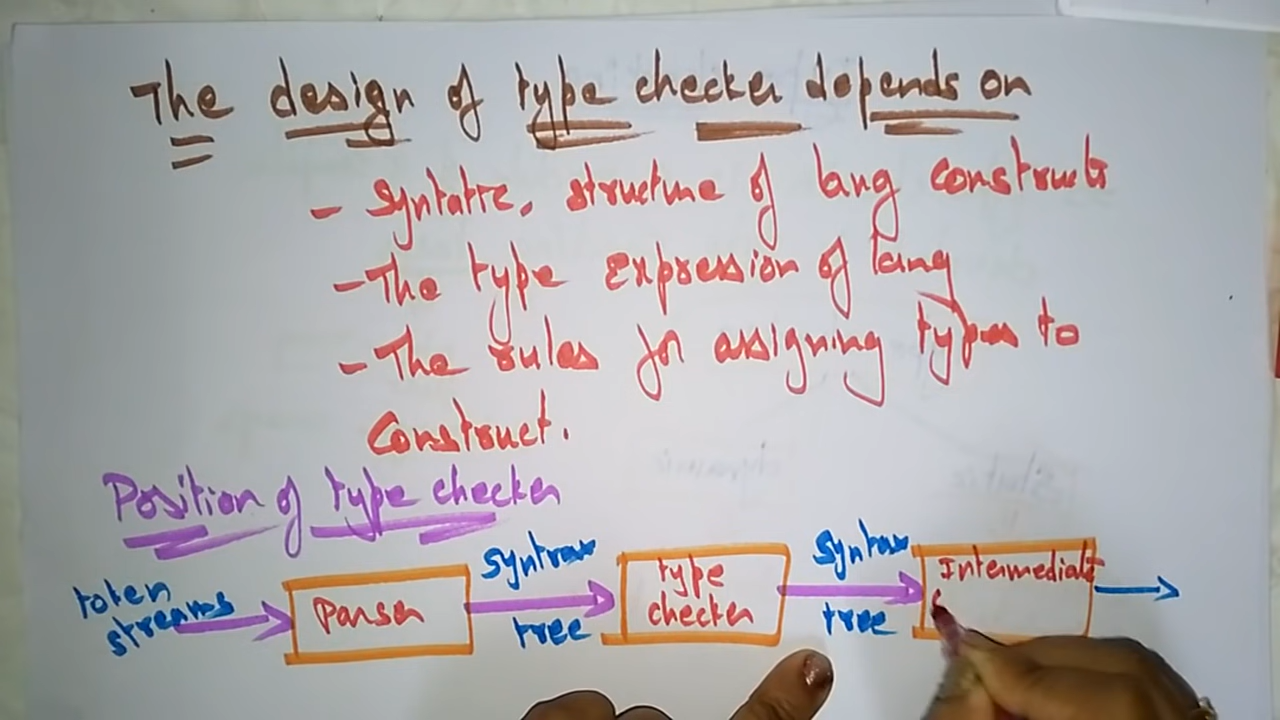 The design of type checker depends on
- Syntatic, structure of lang constructs
- The type Expression of lang
- The rules for assigning types to
Construct.
Position of type checker
token streams
Parser
syntax tree
type checker
Syntax tree
Intermediate